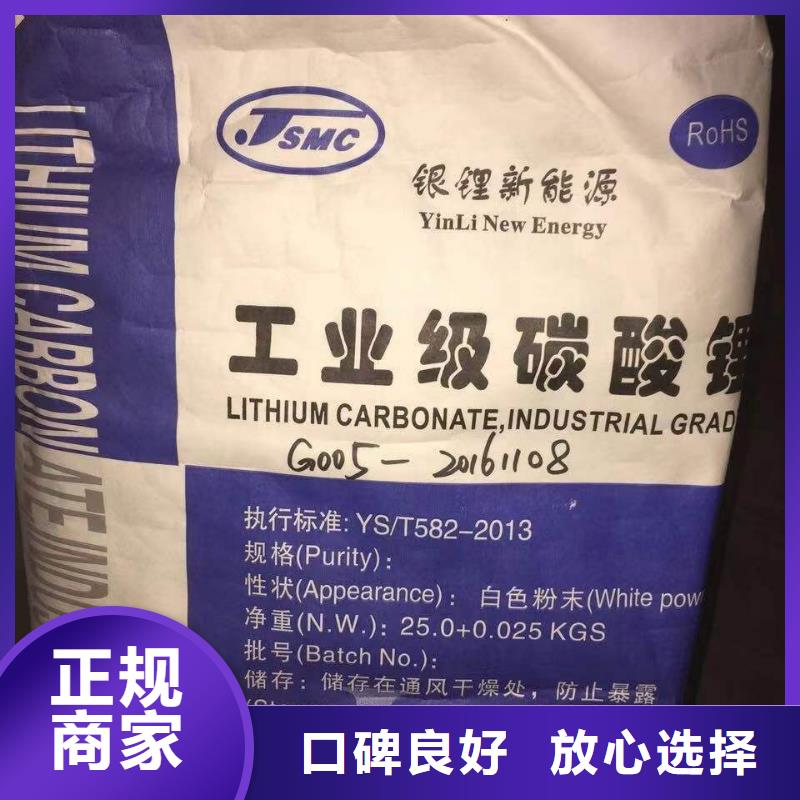 JSMC
RoHS
银锂新能源
YinLi New Energy
工业级碳酸锂
LITHIUM CARBONATE,INDUSTRIAL GRAD
G005-20161108
执行标准: YS/T582-2013
规格(Purity):
性状(Appearance): 白色粉末(White pow
净重(N.W.): 25.0+0.025 KGS
批号(Batch No.):
储存: 储存在通风干燥处，防止暴露
LITHIUM CARBONATE INDU
正规
商家
口碑良好 放心选择